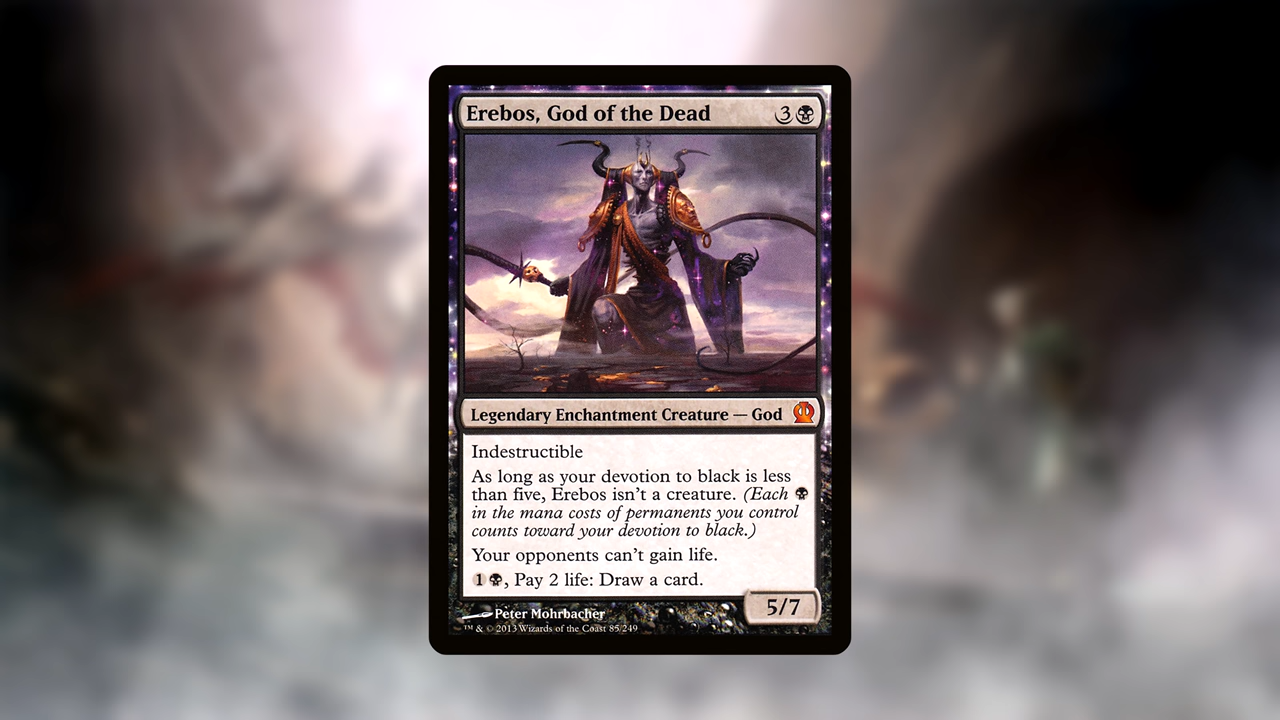 Erebos, God of the Dead 3
Legendary Enchantment Creature — God
Indestructible
As long as your devotion to black is less
than five, Erebos isn't a creature. (Each
in the mana costs of permanents you control
counts toward your devotion to black.)
Your opponents can't gain life.
1, Pay 2 life: Draw a card.
5/7
Peter Mohrbacher
™ & © 2013 Wizards of the Coast 85/249